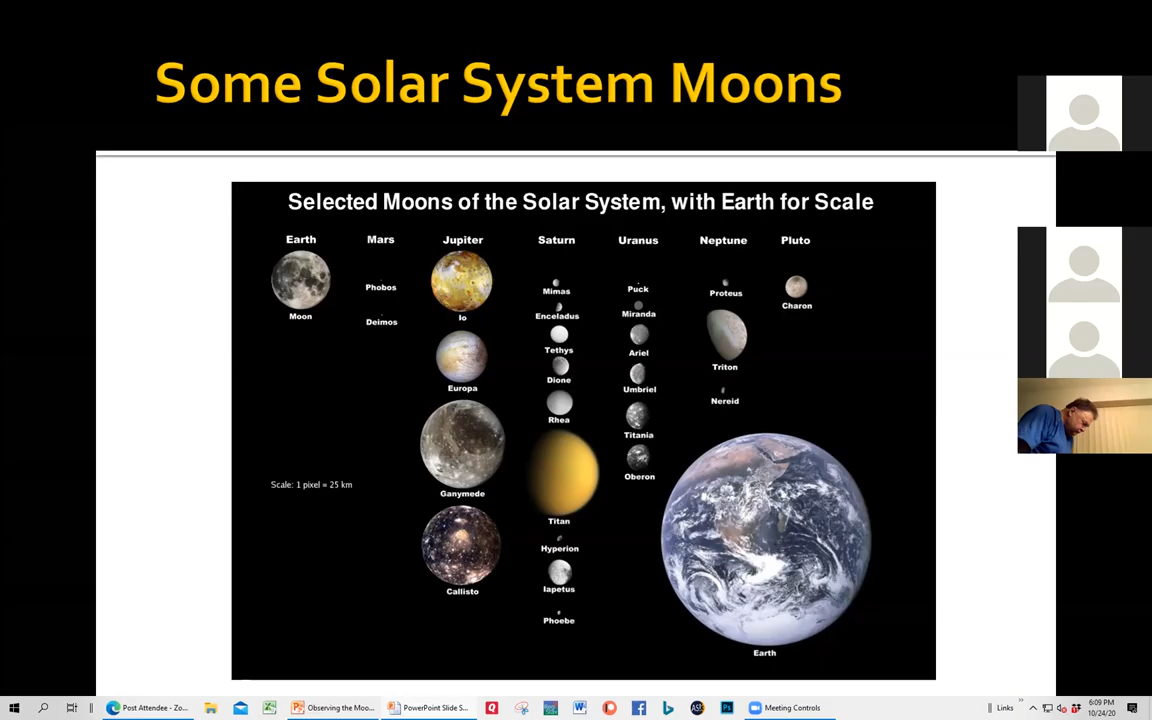 Some Solar System Moons
Selected Moons of the Solar System, with Earth for Scale
Earth Mars Jupiter Saturn Uranus Neptune Pluto
Moon
Phobos
Deimos
Io
Europa
Ganymede
Callisto
Mimas
Enceladus
Tethys
Dione
Rhea
Titan
Hyperion
Iapetus
Phoebe
Puck
Miranda
Ariel
Umbriel
Titania
Oberon
Proteus
Triton
Nereid
Charon
Earth
Scale: 1 pixel = 25 km
Post Attendee - Zo...
Observing the Moo...
PowerPoint Slide S...
Meeting Controls
Links
6:09 PM
10/24/20